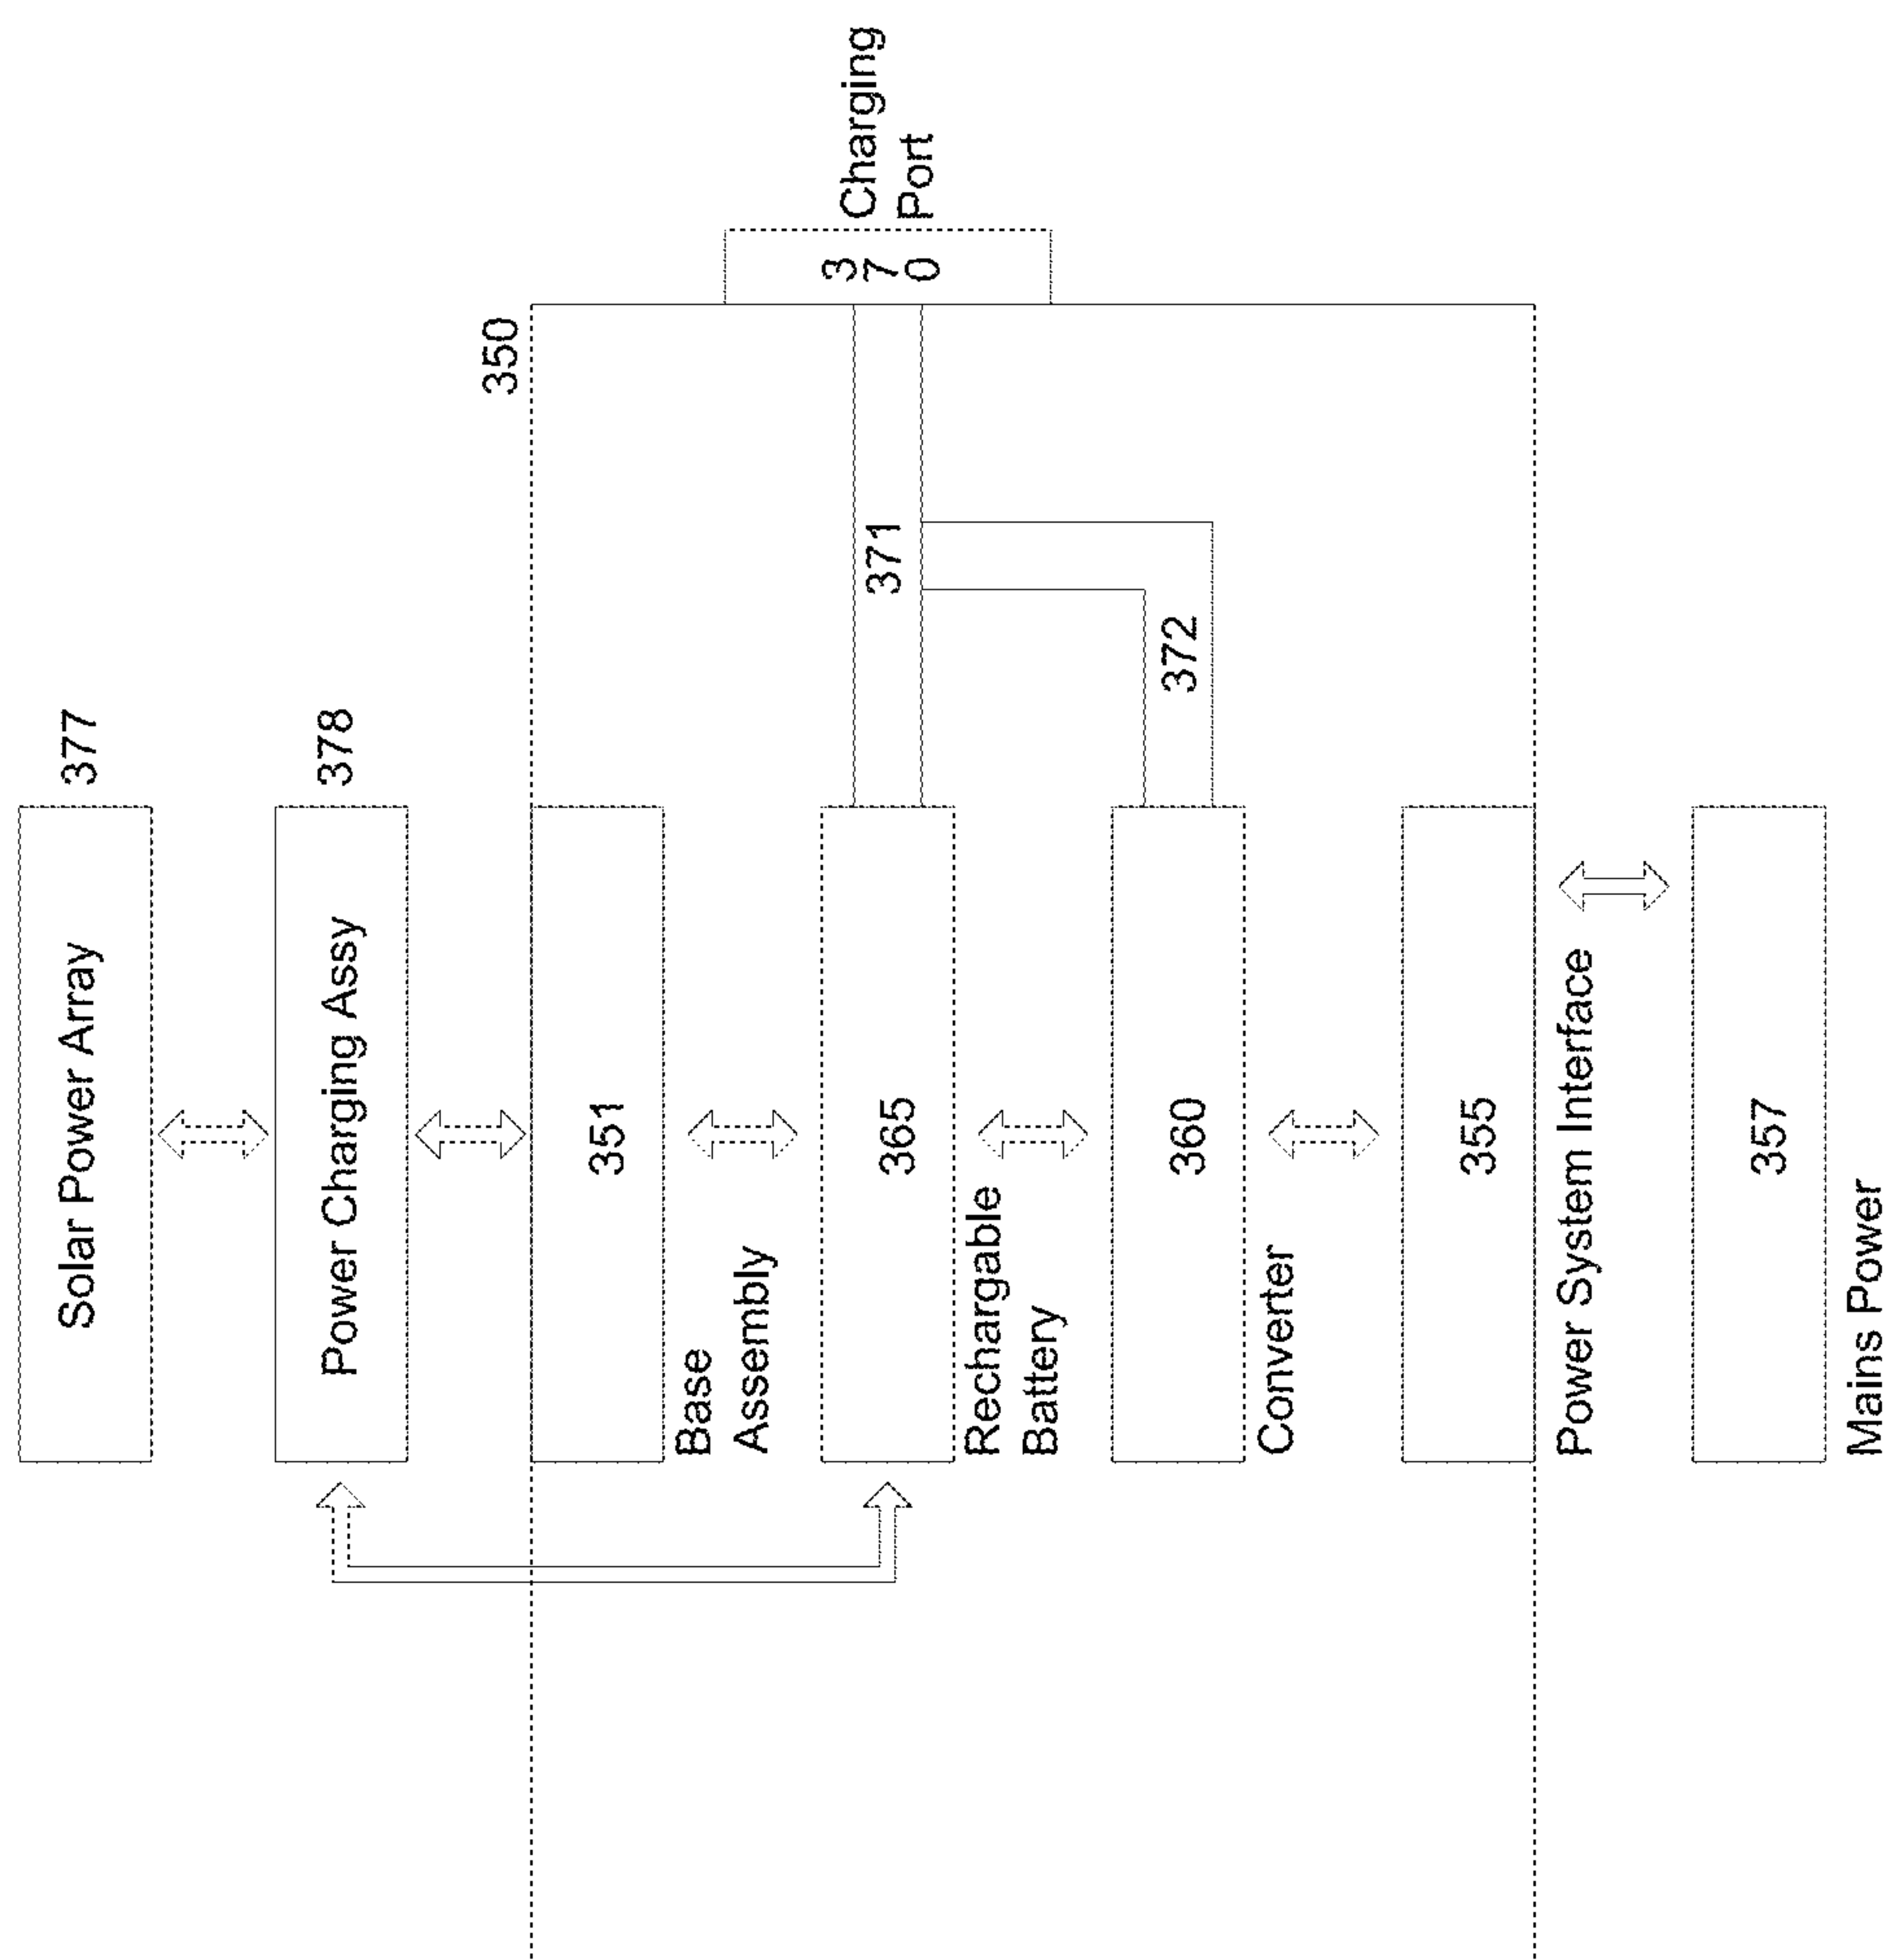 Solar Power Array
377
Power Charging Assy
378
350
351
Base
Assembly
365
Rechargable
Battery
371
370
Charging
Port
360
Converter
372
355
Power System Interface
357
Mains Power